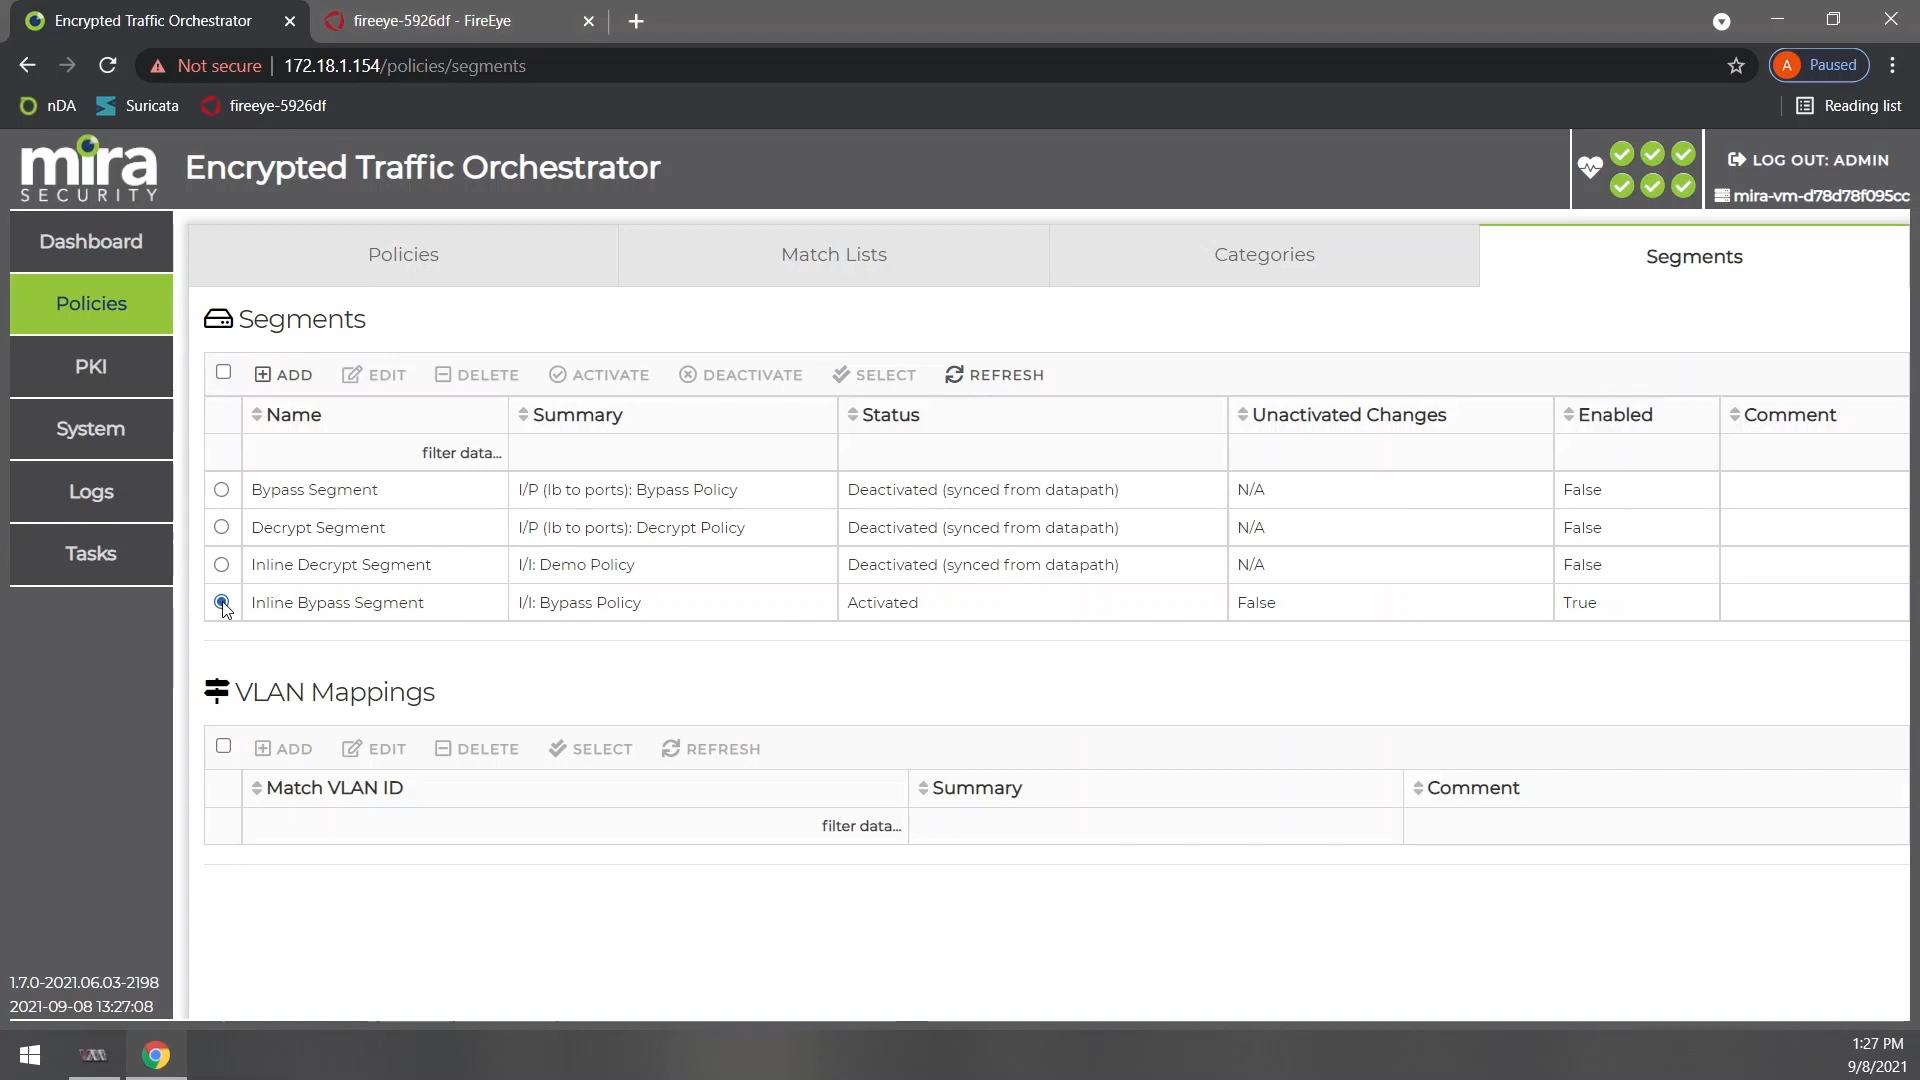 Encrypted Traffic Orchestrator
fireeye-5926df - FireEye
Not secure
172.18.1.154/policies/segments
A Paused
nDA
Suricata
fireeye-5926df
Reading list
mira
SECURITY
Encrypted Traffic Orchestrator
LOG OUT: ADMIN
mira-vm-d78d78f095cc
Dashboard
Policies
PKI
System
Logs
Tasks
Policies
Match Lists
Categories
Segments
Segments
ADD
EDIT
DELETE
ACTIVATE
DEACTIVATE
SELECT
REFRESH
Name Summary Status Unactivated Changes Enabled Comment
filter data...
Bypass Segment I/P (lb to ports): Bypass Policy Deactivated (synced from datapath) N/A False
Decrypt Segment I/P (lb to ports): Decrypt Policy Deactivated (synced from datapath) N/A False
Inline Decrypt Segment I/I: Demo Policy Deactivated (synced from datapath) N/A False
Inline Bypass Segment I/I: Bypass Policy Activated False True
VLAN Mappings
ADD
EDIT
DELETE
SELECT
REFRESH
Match VLAN ID Summary Comment
filter data...
1.7.0-2021.06.03-2198
2021-09-08 13:27:08
1:27 PM
9/8/2021